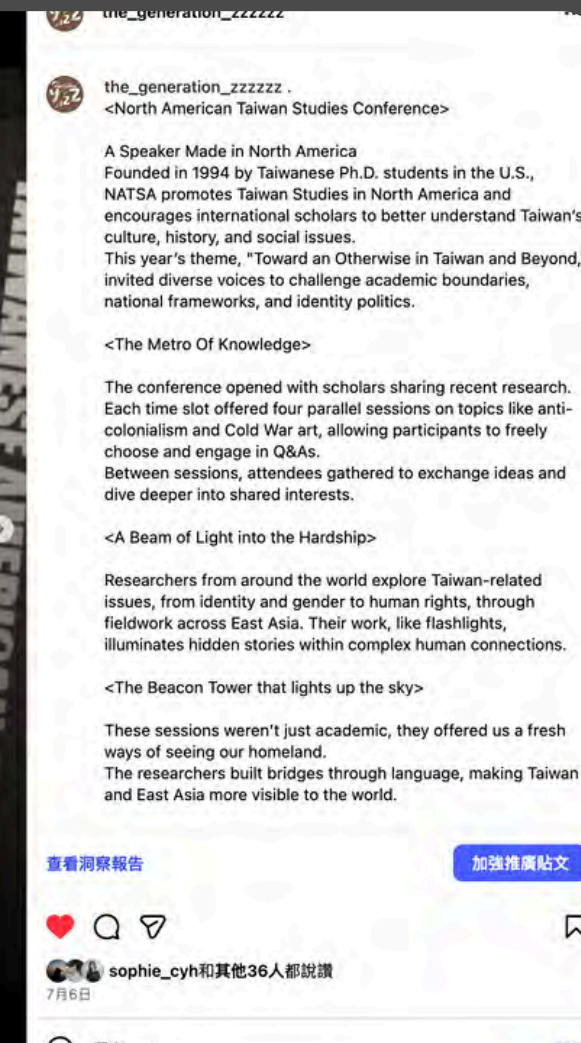 the_generation_zzzzzz
the_generation_zzzzzz .
<North American Taiwan Studies Conference>
A Speaker Made in North America
Founded in 1994 by Taiwanese Ph.D. students in the U.S.,
NATSA promotes Taiwan Studies in North America and
encourages international scholars to better understand Taiwan's
culture, history, and social issues.
This year's theme, "Toward an Otherwise in Taiwan and Beyond,
invited diverse voices to challenge academic boundaries,
national frameworks, and identity politics.
<The Metro Of Knowledge>
The conference opened with scholars sharing recent research.
Each time slot offered four parallel sessions on topics like anti-
colonialism and Cold War art, allowing participants to freely
choose and engage in Q&As.
Between sessions, attendees gathered to exchange ideas and
dive deeper into shared interests.
<A Beam of Light into the Hardship>
Researchers from around the world explore Taiwan-related
issues, from identity and gender to human rights, through
fieldwork across East Asia. Their work, like flashlights,
illuminates hidden stories within complex human connections.
<The Beacon Tower that lights up the sky>
These sessions weren't just academic, they offered us a fresh
ways of seeing our homeland.
The researchers built bridges through language, making Taiwan
and East Asia more visible to the world.
查看洞察報告
加強推廣貼文
sophie_cyh和其他36人都說讚
7月6日